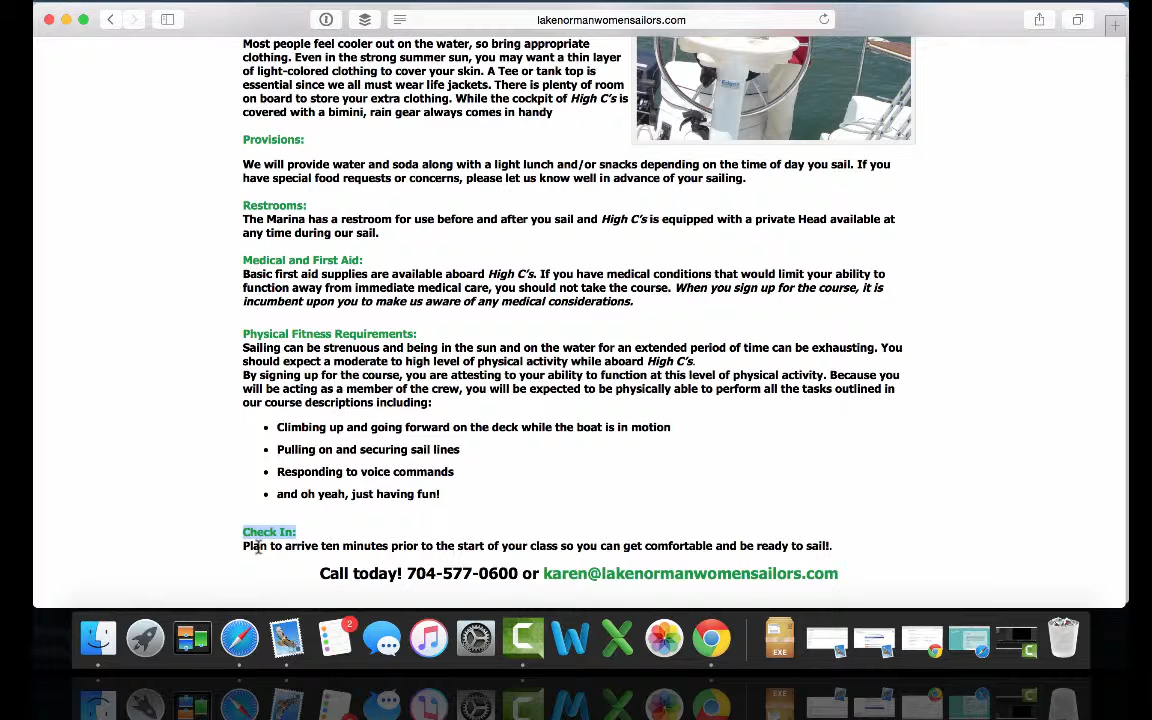 lakenormanwomensailors.com
Most people feel cooler out on the water, so bring appropriate
clothing. Even in the strong summer sun, you may want a thin layer
of light-colored clothing to cover your skin. A Tee or tank top is
essential since we all must wear life jackets. There is plenty of room
on board to store your extra clothing. While the cockpit of High C's is
covered with a bimini, rain gear always comes in handy
Provisions:
We will provide water and soda along with a light lunch and/or snacks depending on the time of day you sail. If you
have special food requests or concerns, please let us know well in advance of your sailing.
Restrooms:
The Marina has a restroom for use before and after you sail and High C's is equipped with a private Head available at
any time during our sail.
Medical and First Aid:
Basic first aid supplies are available aboard High C's. If you have medical conditions that would limit your ability to
function away from immediate medical care, you should not take the course. When you sign up for the course, it is
incumbent upon you to make us aware of any medical considerations.
Physical Fitness Requirements:
Sailing can be strenuous and being in the sun and on the water for an extended period of time can be exhausting. You
should expect a moderate to high level of physical activity while aboard High C's.
By signing up for the course, you are attesting to your ability to function at this level of physical activity. Because you
will be acting as a member of the crew, you will be expected to be physically able to perform all the tasks outlined in
our course descriptions including:
• Climbing up and going forward on the deck while the boat is in motion
• Pulling on and securing sail lines
• Responding to voice commands
• and oh yeah, just having fun!
Check In:
Plan to arrive ten minutes prior to the start of your class so you can get comfortable and be ready to sail!.
Call today! 704-577-0600 or karen@lakenormanwomensailors.com
2
EXE